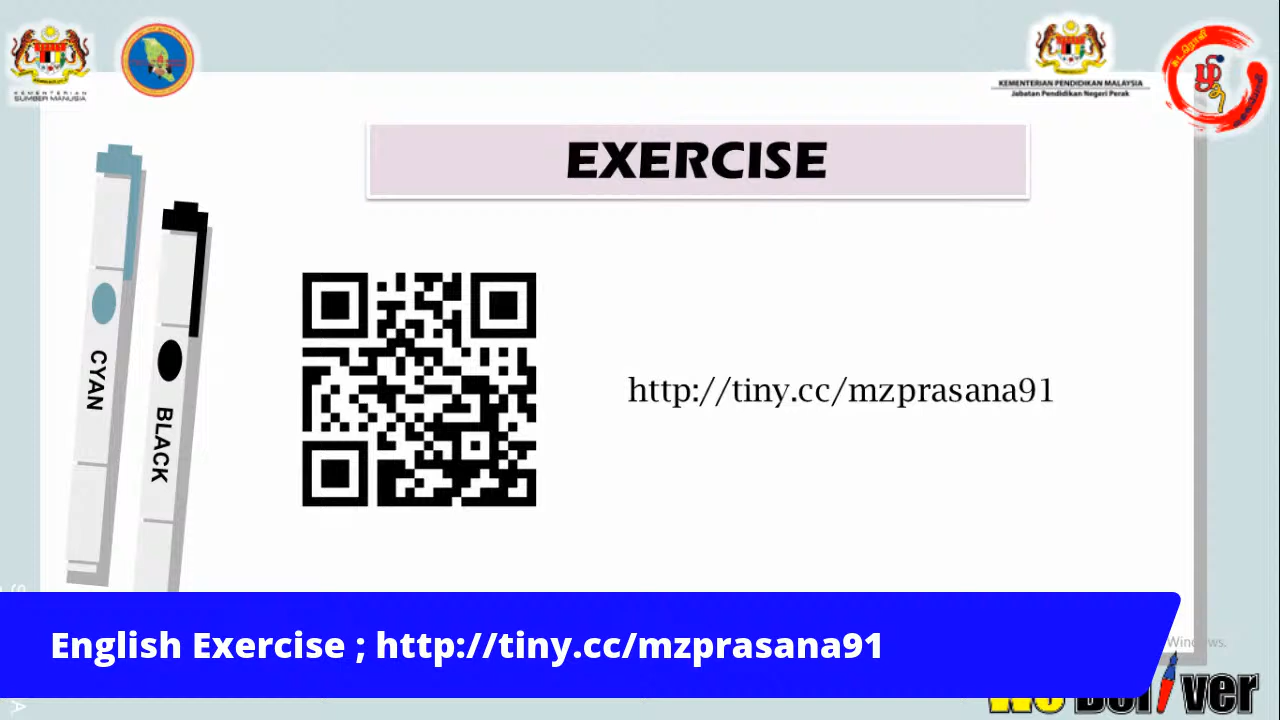 KEMENTERIAN
SUMBER MANUSIA
KEMENTERIAN PENDIDIKAN MALAYSIA
Jabatan Pendidikan Negeri Perak
EXERCISE
CYAN
BLACK
http://tiny.cc/mzprasana91
English Exercise ; http://tiny.cc/mzprasana91
Windows.